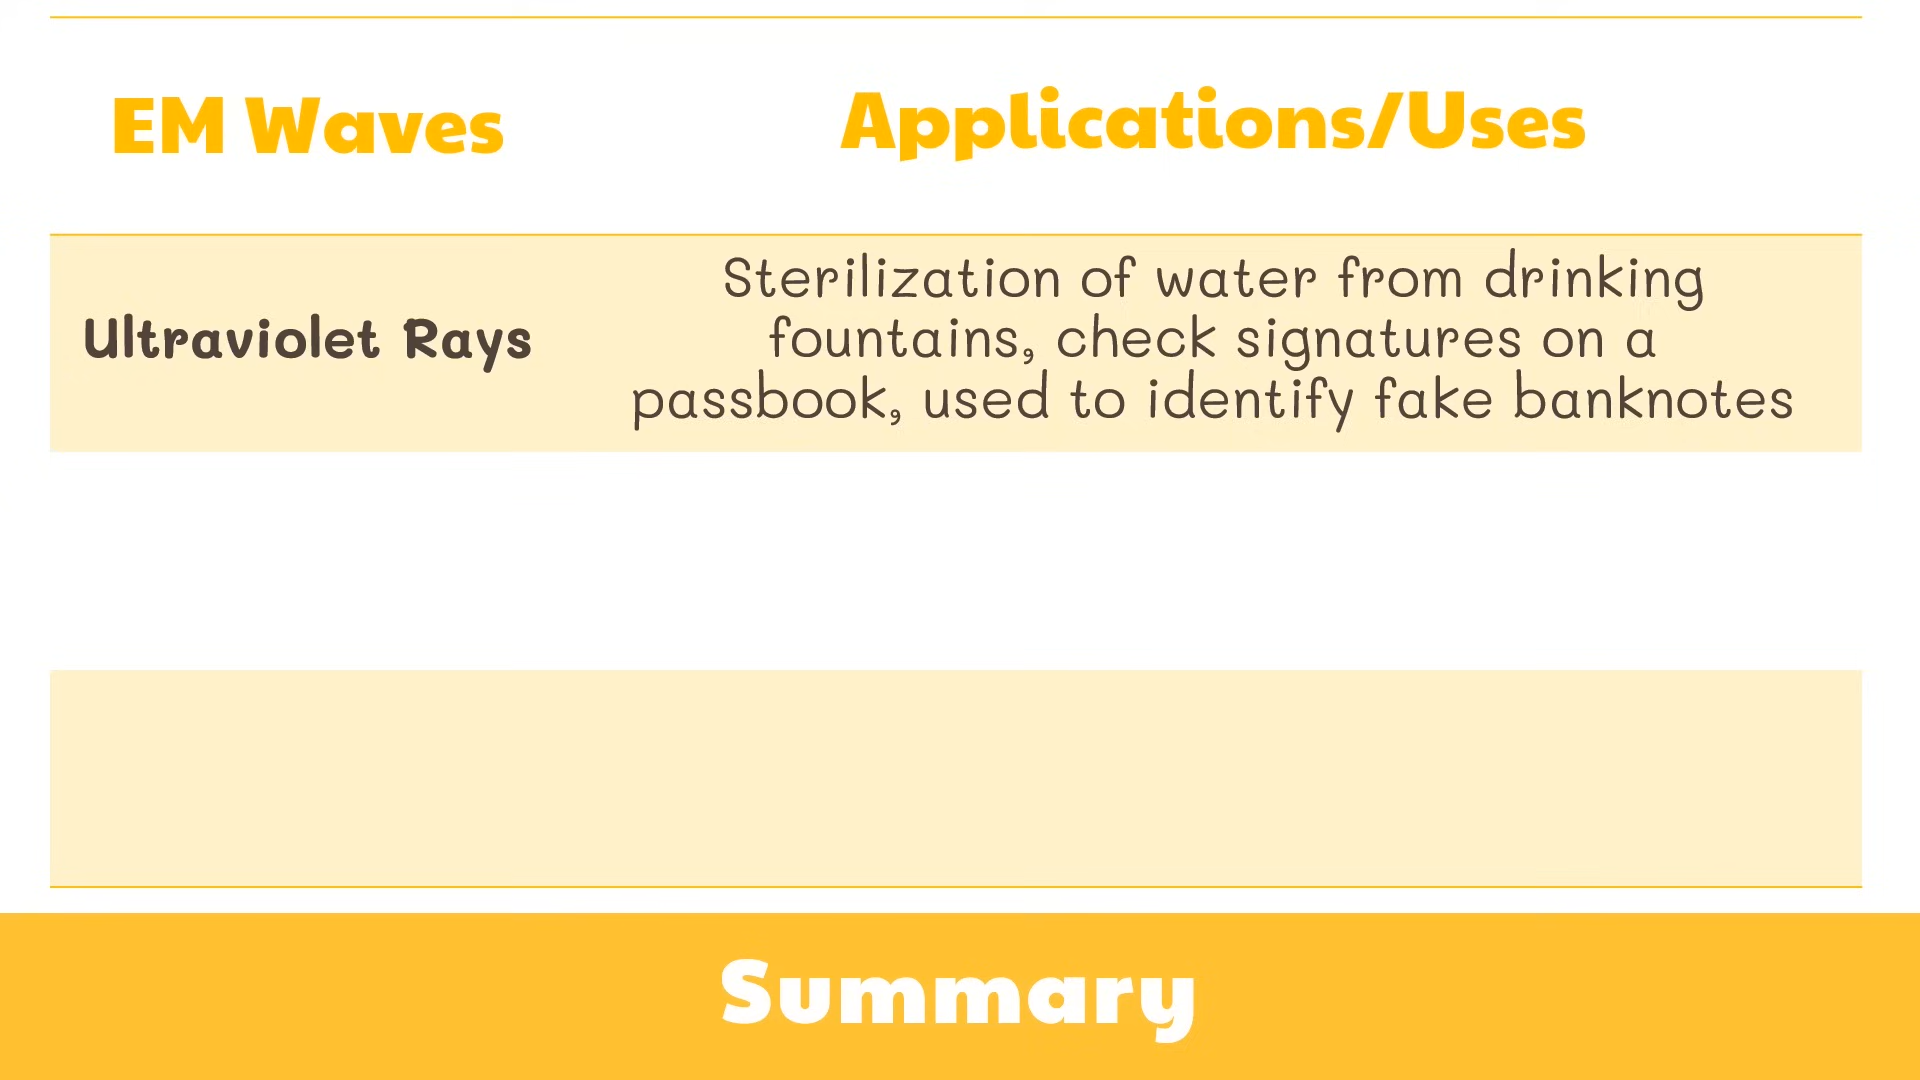 EM Waves
Applications/Uses
Ultraviolet Rays
Sterilization of water from drinking
fountains, check signatures on a
passbook, used to identify fake banknotes
Summary